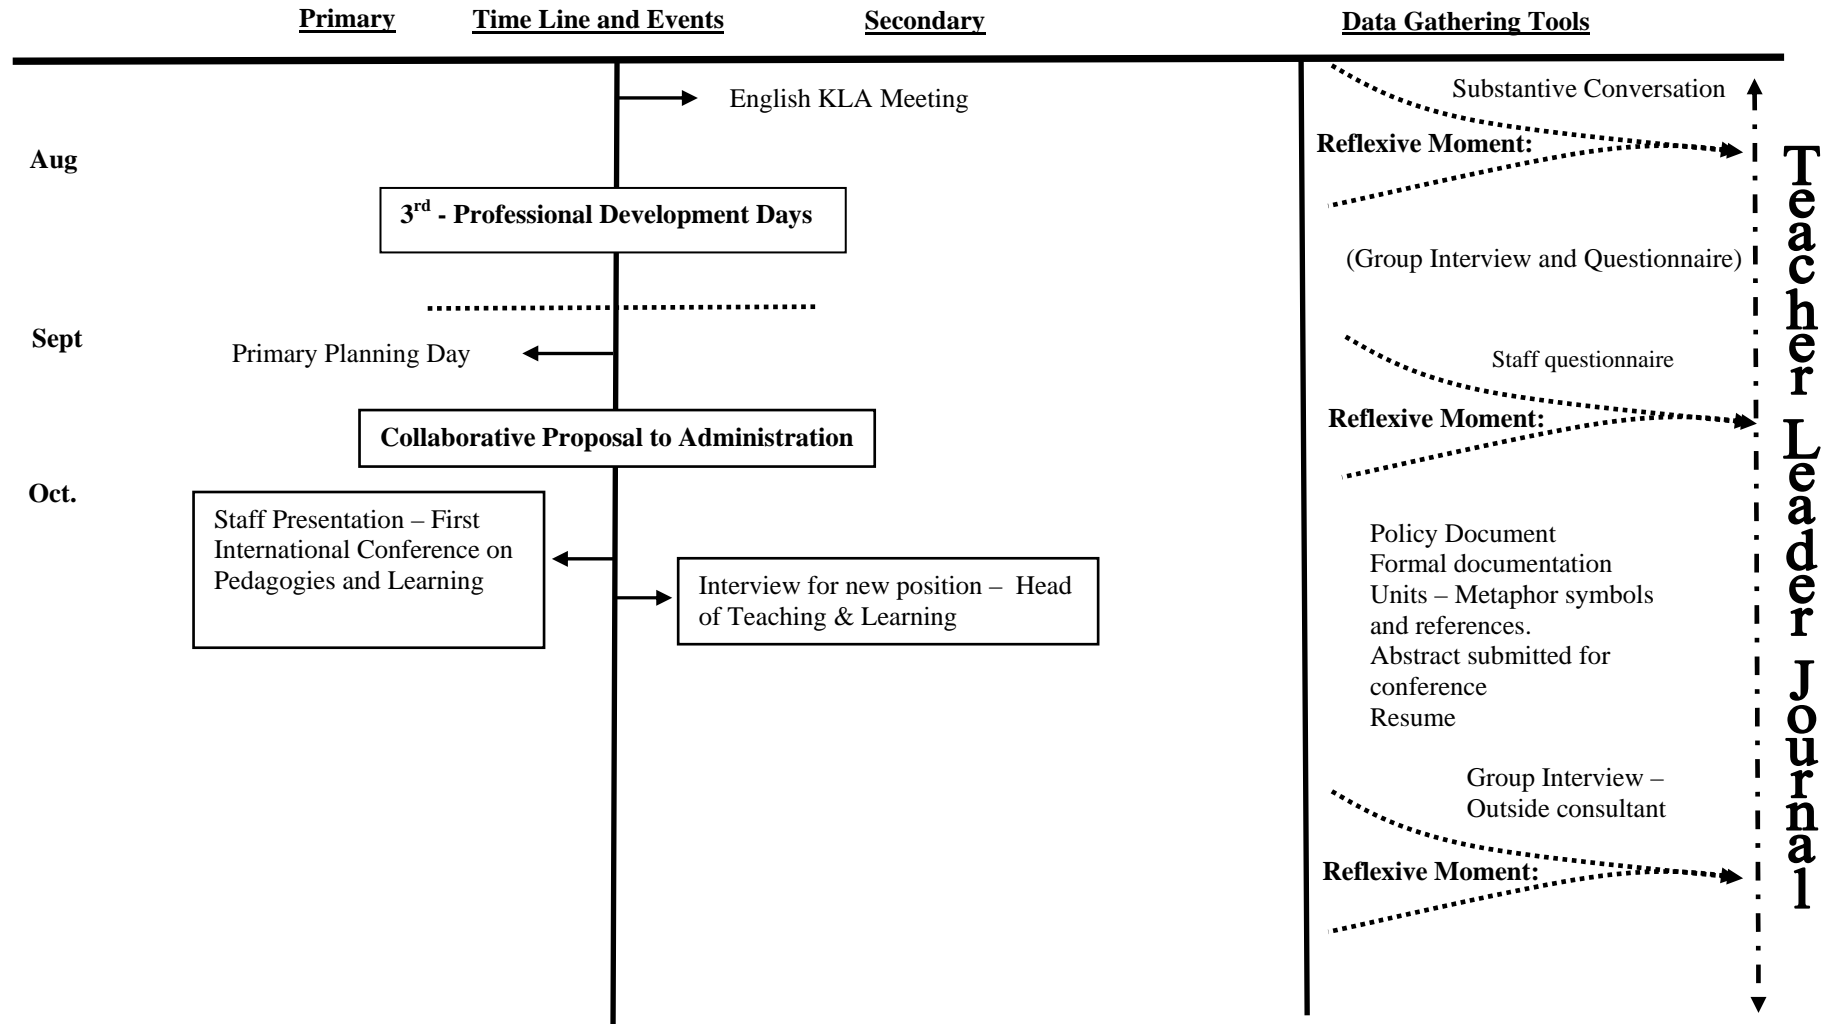 Primary
Time Line and Events
Secondary
Data Gathering Tools
English KLA Meeting
Substantive Conversation
Reflexive Moment:
Aug
3rd - Professional Development Days
(Group Interview and Questionnaire)
Sept
Primary Planning Day
Staff questionnaire
Reflexive Moment:
Collaborative Proposal to Administration
Oct.
Staff Presentation – First
International Conference on
Pedagogies and Learning
Interview for new position – Head
of Teaching & Learning
Policy Document
Formal documentation
Units – Metaphor symbols
and references.
Abstract submitted for
conference
Resume
Group Interview –
Outside consultant
Reflexive Moment:
Teacher Leader Journal